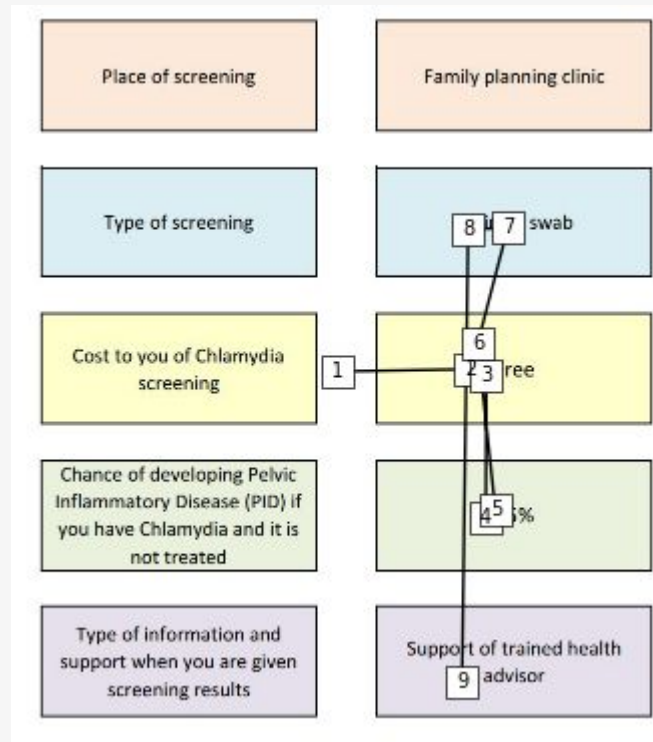 Place of screening
Family planning clinic
Type of screening
8
7
swab
6
Cost to you of Chlamydia
screening
1
2
3
Chance of developing Pelvic
Inflammatory Disease (PID) if
you have Chlamydia and it is
not treated
4
5
Type of information and
support when you are given
screening results
Support of trained health
advisor
9